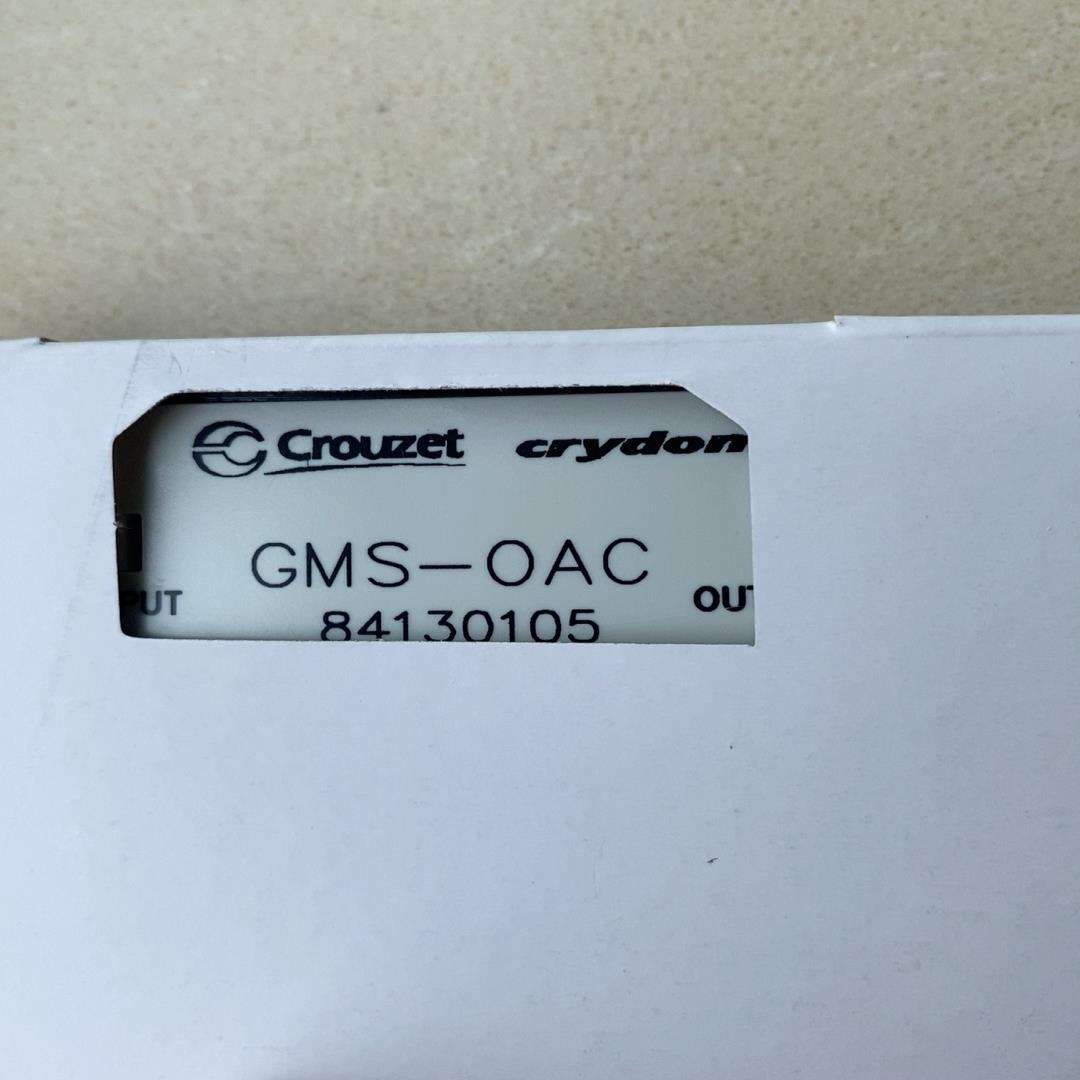 Crouzet crydom
GMS-OAC
PUT OUT
84130105